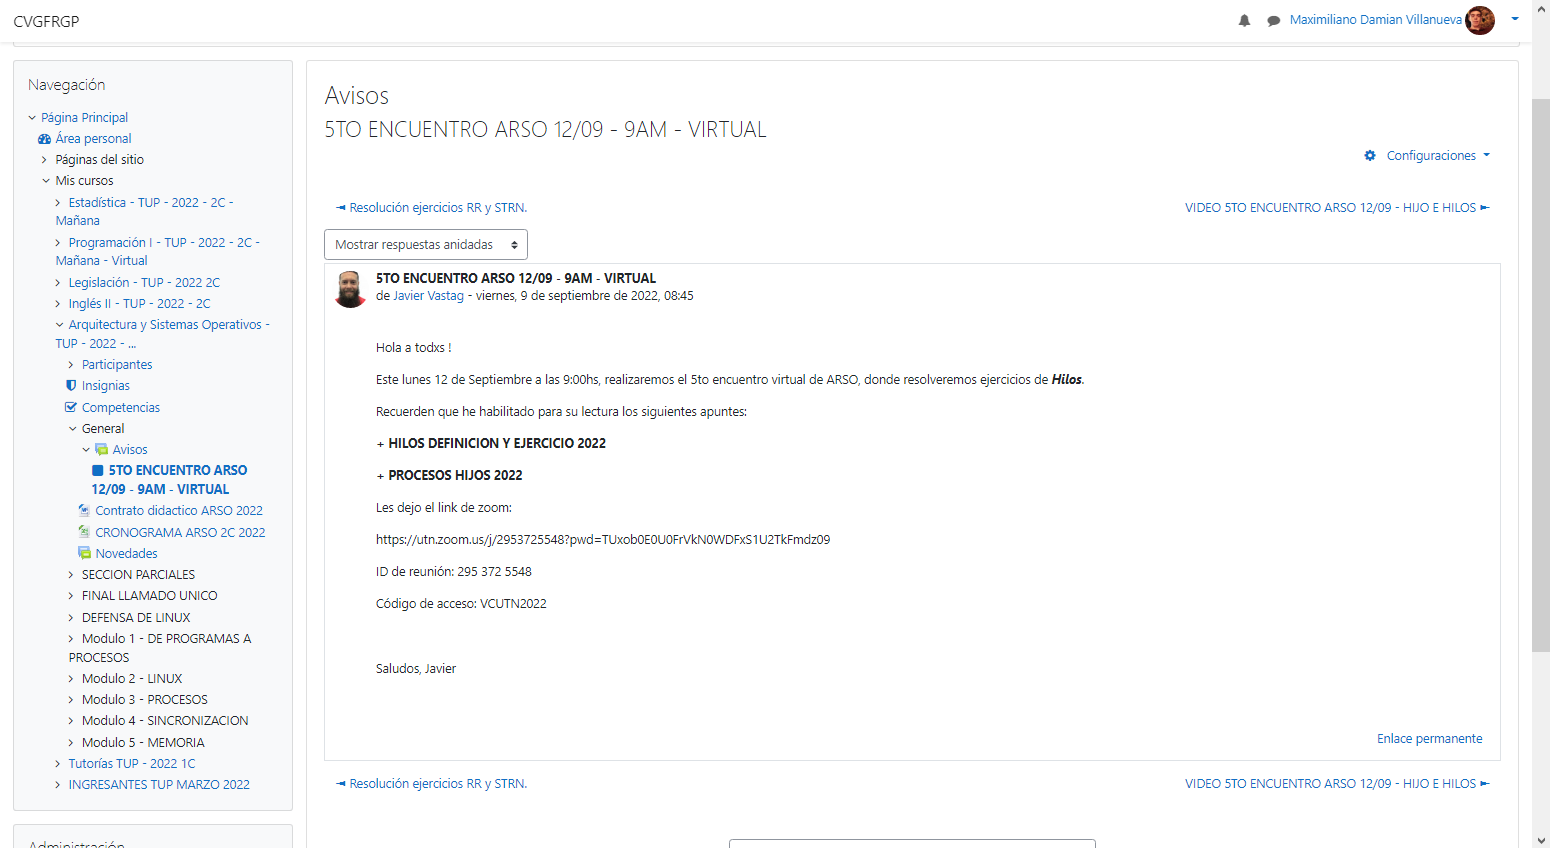 CVGFRGP
Maximiliano Damian Villanueva
Navegación
Página Principal
Área personal
Páginas del sitio
Mis cursos
Estadística - TUP - 2022 - 2C -
Mañana
Programación I - TUP - 2022 - 2C -
Mañana - Virtual
Legislación - TUP - 2022 2C
Inglés II - TUP - 2022 - 2C
Arquitectura y Sistemas Operativos -
TUP - 2022 - ...
Participantes
Insignias
Competencias
General
Avisos
5TO ENCUENTRO ARSO
12/09 - 9AM - VIRTUAL
Contrato didactico ARSO 2022
CRONOGRAMA ARSO 2C 2022
Novedades
SECCION PARCIALES
FINAL LLAMADO UNICO
DEFENSA DE LINUX
Modulo 1 - DE PROGRAMAS A
PROCESOS
Modulo 2 - LINUX
Modulo 3 - PROCESOS
Modulo 4 - SINCRONIZACION
Modulo 5 - MEMORIA
Tutorías TUP - 2022 1C
INGRESANTES TUP MARZO 2022
Administración
Avisos
5TO ENCUENTRO ARSO 12/09 - 9AM - VIRTUAL
Configuraciones
◄ Resolución ejercicios RR y STRN.
VIDEO 5TO ENCUENTRO ARSO 12/09 - HIJO E HILOS ►
Mostrar respuestas anidadas
5TO ENCUENTRO ARSO 12/09 - 9AM - VIRTUAL
de Javier Vastag - viernes, 9 de septiembre de 2022, 08:45
Hola a todxs !
Este lunes 12 de Septiembre a las 9:00hs, realizaremos el 5to encuentro virtual de ARSO, donde resolveremos ejercicios de Hilos.
Recuerden que he habilitado para su lectura los siguientes apuntes:
+ HILOS DEFINICION Y EJERCICIO 2022
+ PROCESOS HIJOS 2022
Les dejo el link de zoom:
https://utn.zoom.us/j/2953725548?pwd=TUxob0E0U0FrVkN0WDFxS1U2TkFmdz09
ID de reunión: 295 372 5548
Código de acceso: VCUTN2022
Saludos, Javier
Enlace permanente
◄ Resolución ejercicios RR y STRN.
VIDEO 5TO ENCUENTRO ARSO 12/09 - HIJO E HILOS ►